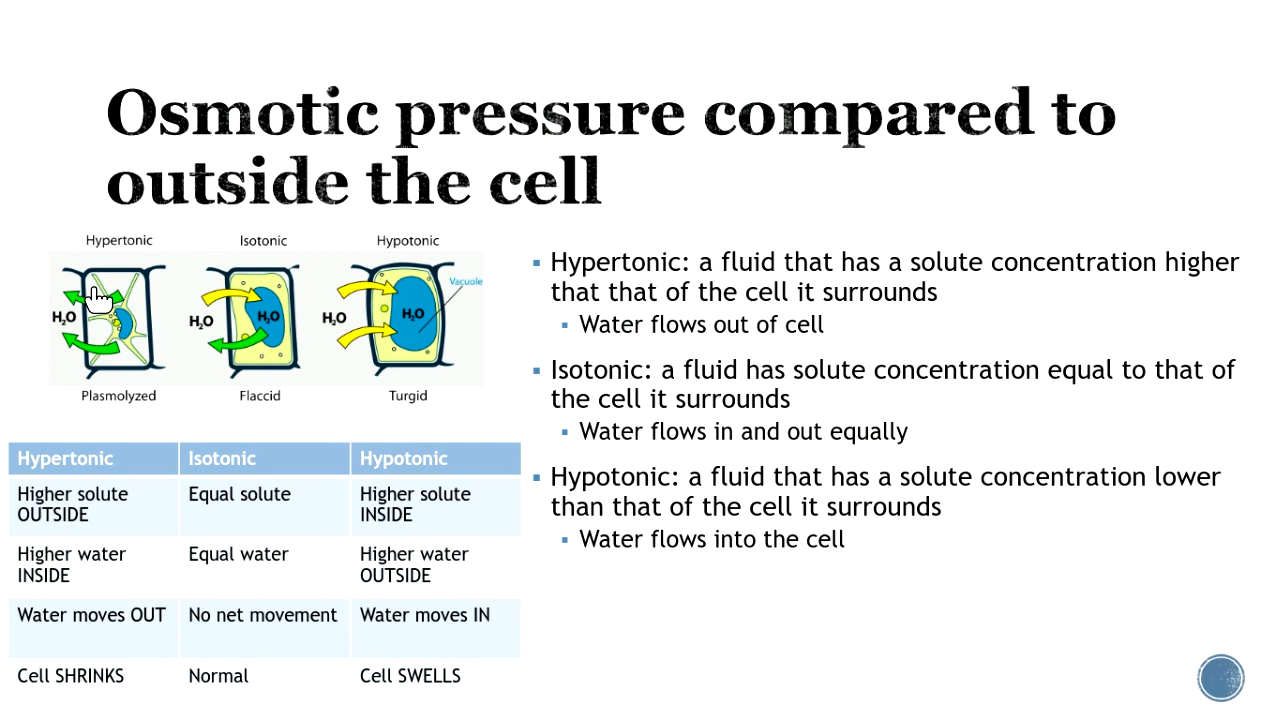 Osmotic pressure compared to
outside the cell
Hypertonic
Isotonic
Hypotonic
H₂O
H₂O
H₂O
H₂O
Vacuole
H₂O
Plasmolyzed
Flaccid
Turgid
Hypertonic Isotonic Hypotonic
Higher solute Equal solute Higher solute
OUTSIDE INSIDE
Higher water Equal water Higher water
INSIDE OUTSIDE
Water moves OUT No net movement Water moves IN
Cell SHRINKS Normal Cell SWELLS
▪ Hypertonic: a fluid that has a solute concentration higher
that that of the cell it surrounds
▪ Water flows out of cell
▪ Isotonic: a fluid has solute concentration equal to that of
the cell it surrounds
▪ Water flows in and out equally
▪ Hypotonic: a fluid that has a solute concentration lower
than that of the cell it surrounds
▪ Water flows into the cell